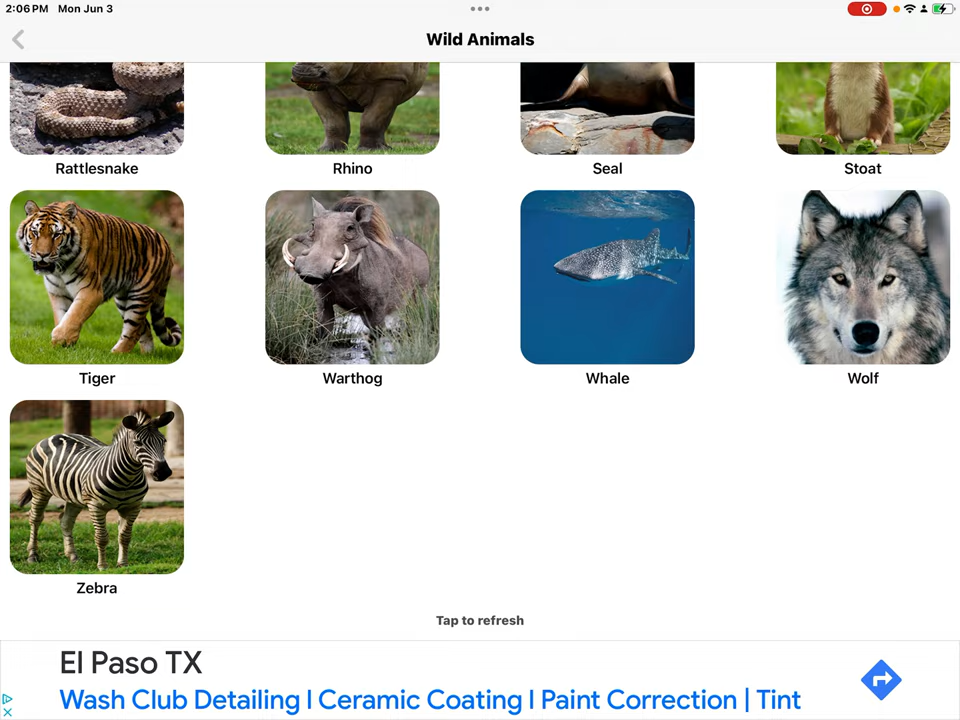 2:06 PM Mon Jun 3
Wild Animals
Rattlesnake Rhino Seal Stoat
Tiger Warthog Whale Wolf
Zebra
Tap to refresh
El Paso TX
Wash Club Detailing | Ceramic Coating | Paint Correction | Tint